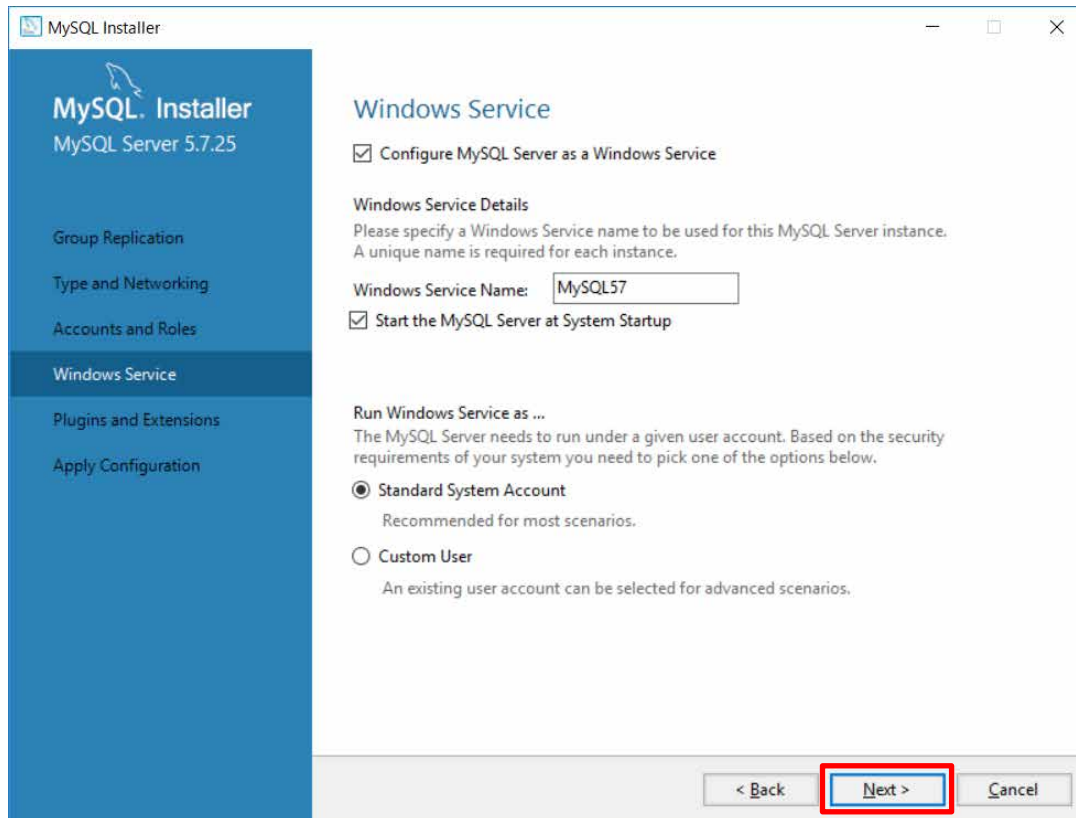 MySQL Installer
MySQL. Installer
MySQL Server 5.7.25
Group Replication
Type and Networking
Accounts and Roles
Windows Service
Plugins and Extensions
Apply Configuration
Windows Service
Configure MySQL Server as a Windows Service
Windows Service Details
Please specify a Windows Service name to be used for this MySQL Server instance.
A unique name is required for each instance.
Windows Service Name: MySQL57
Start the MySQL Server at System Startup
Run Windows Service as ...
The MySQL Server needs to run under a given user account. Based on the security
requirements of your system you need to pick one of the options below.
Standard System Account
Recommended for most scenarios.
Custom User
An existing user account can be selected for advanced scenarios.
< Back Next > Cancel